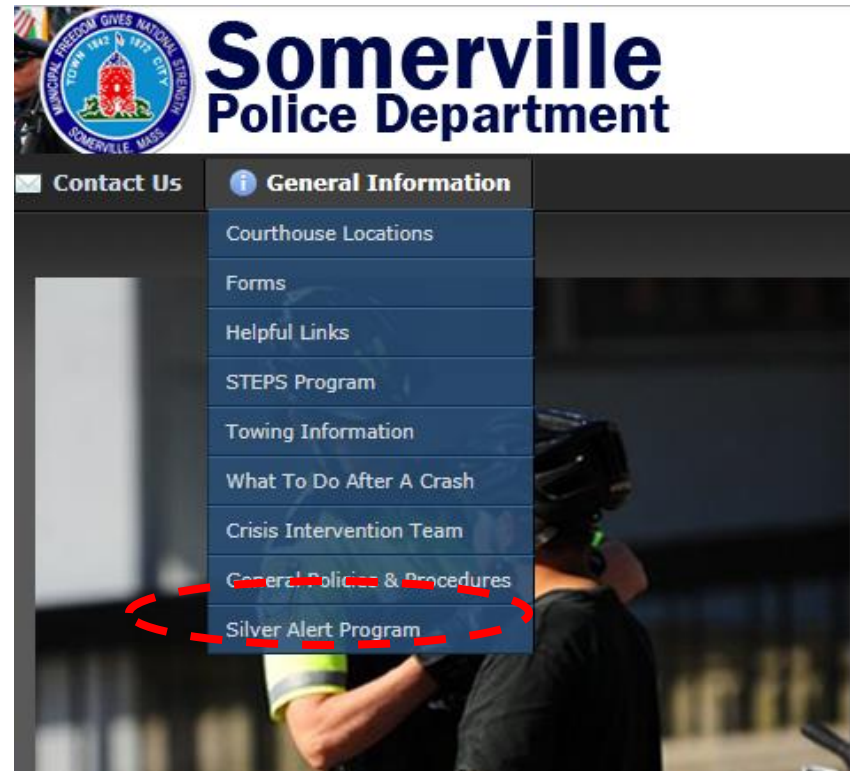 MUNICIPAL FREEDOM GIVES NATIONAL STRENGTH
TOWN 1842 1872 CITY
SOMERVILLE, MASS
Somerville
Police Department
Contact Us
General Information
Courthouse Locations
Forms
Helpful Links
STEPS Program
Towing Information
What To Do After A Crash
Crisis Intervention Team
General Policies & Procedures
Silver Alert Program